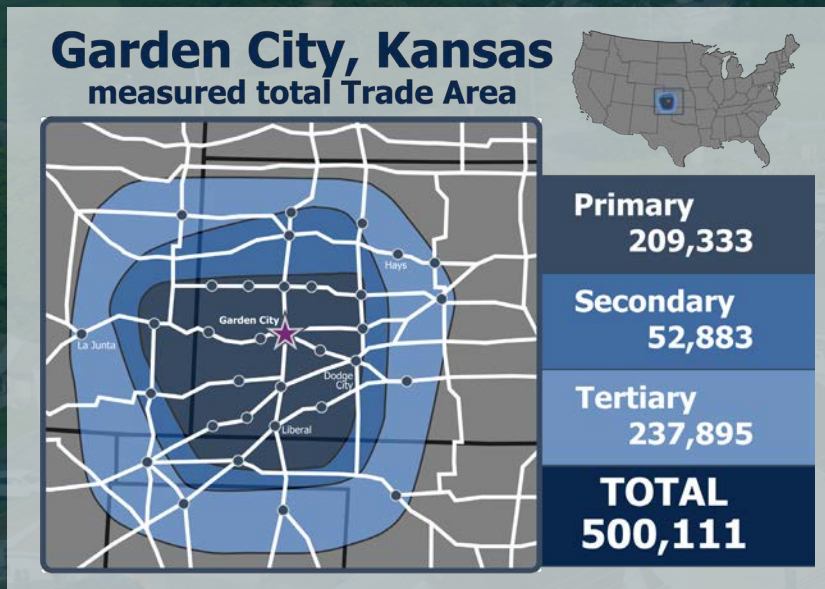 Garden City, Kansas
measured total Trade Area
Primary
209,333
Secondary
52,883
Tertiary
237,895
TOTAL
500,111
Hays
Garden City
La Junta
Dodge
City
Liberal